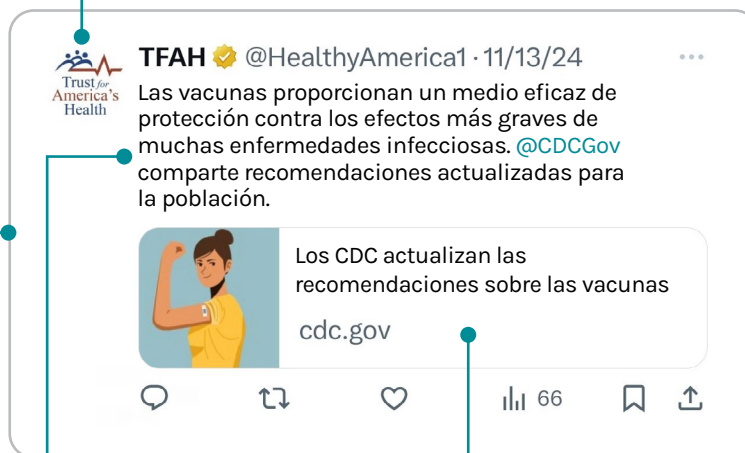 TFAH @HealthyAmerica1 · 11/13/24
Trust for
America's
Health
Las vacunas proporcionan un medio eficaz de
protección contra los efectos más graves de
muchas enfermedades infecciosas. @CDCGov
comparte recomendaciones actualizadas para
la población.
Los CDC actualizan las
recomendaciones sobre las vacunas
cdc.gov
66